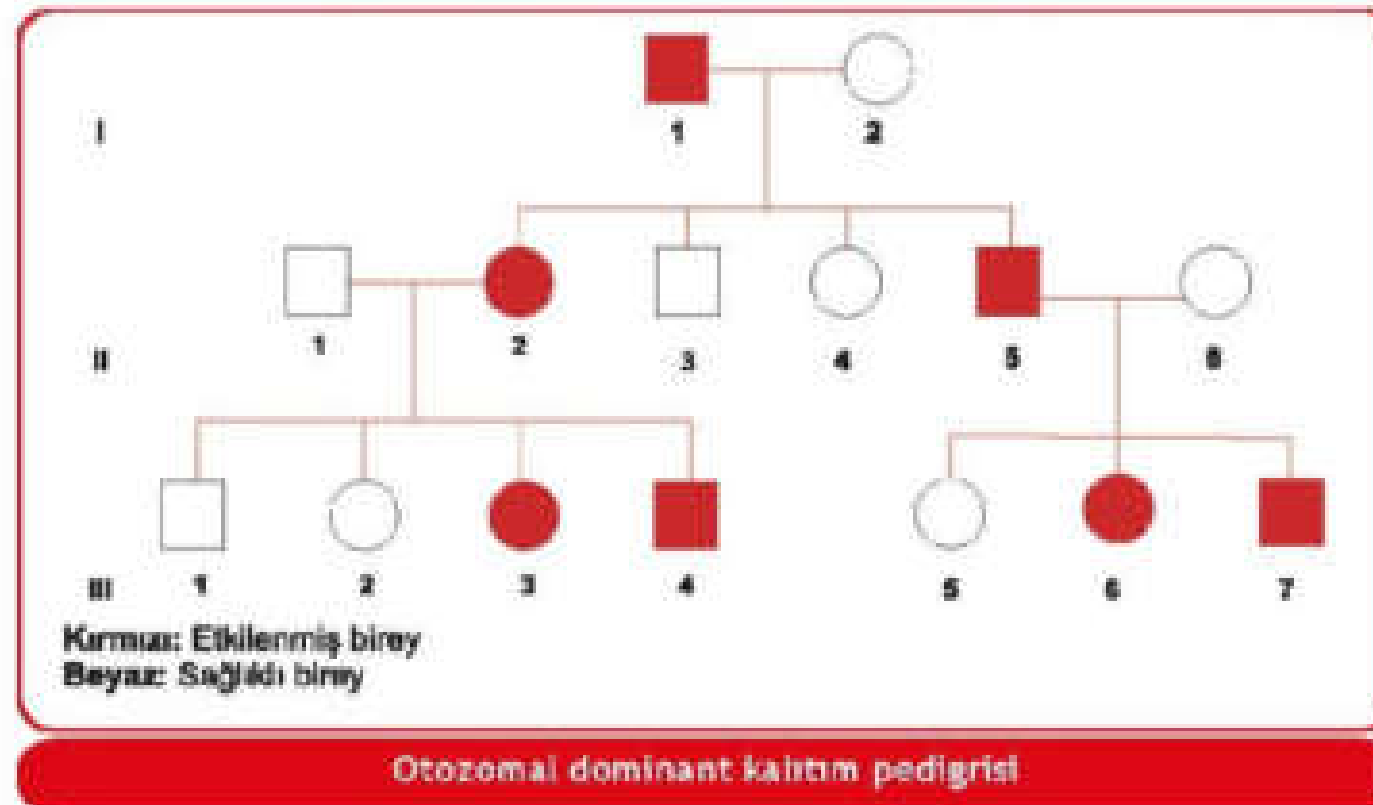 I
1 2
1 2 3 4 5 6
II
III 1 2 3 4 5 6 7
Kırmızı: Etkilenmiş birey
Beyaz: Sağlıklı birey
Otozomal dominant kalıtım pedigrisi